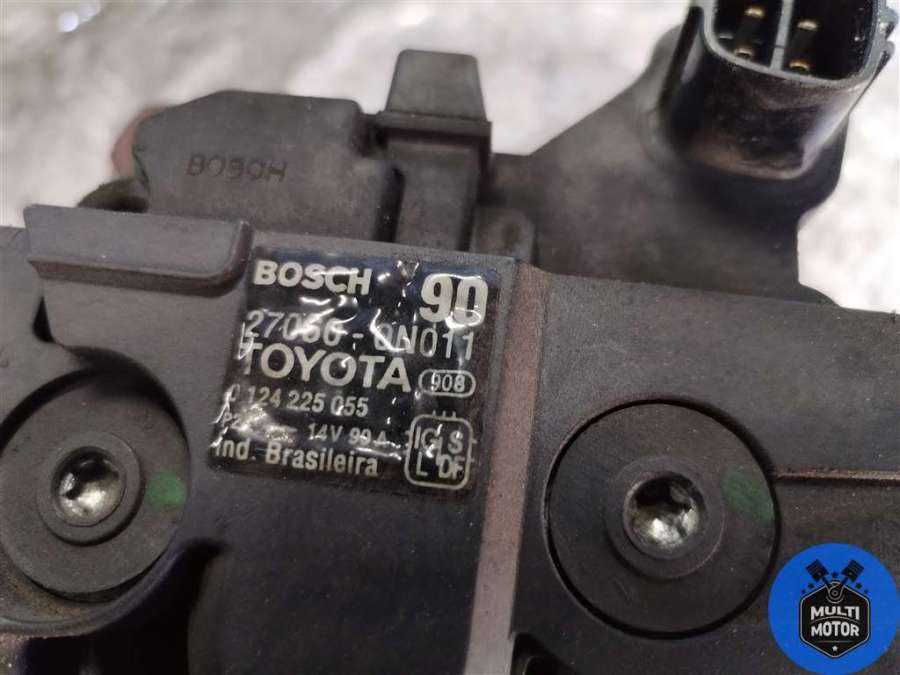 BOSCH
BOSCH 90
27060-0N011
TOYOTA 908
0 124 225 055
14V 90A
IG S
L DF
Ind. Brasileira
MULTI
MOTOR